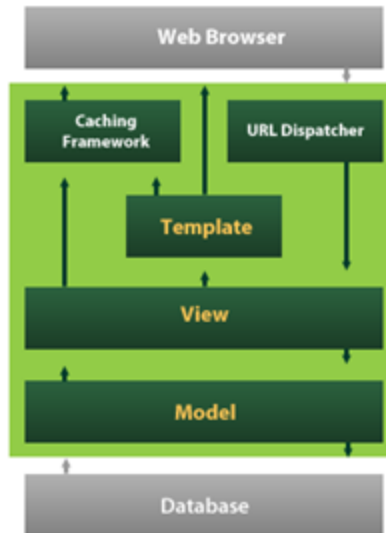 Web Browser
Caching
Framework
URL Dispatcher
Template
View
Model
Database